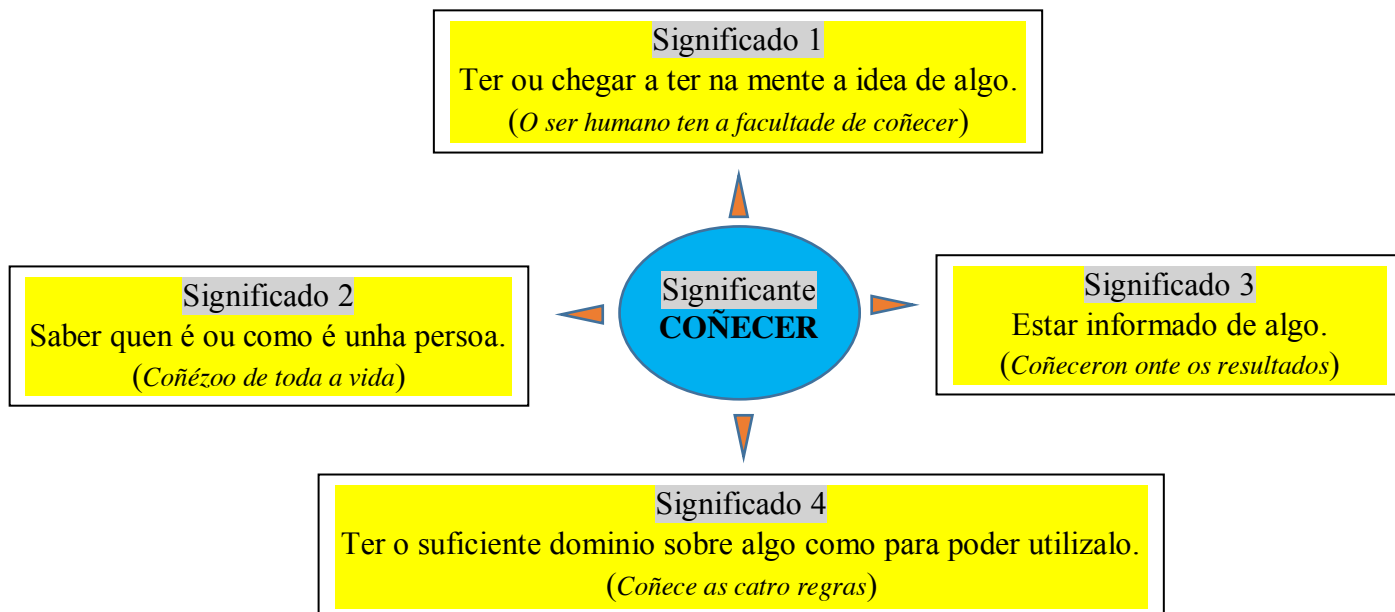 Significado 1
Ter ou chegar a ter na mente a idea de algo.
(O ser humano ten a facultade de coñecer)
Significado 2
Saber quen é ou como é unha persoa.
(Coñézoo de toda a vida)
Significante
COÑECER
Significado 3
Estar informado de algo.
(Coñeceron onte os resultados)
Significado 4
Ter o suficiente dominio sobre algo como para poder utilizalo.
(Coñece as catro regras)